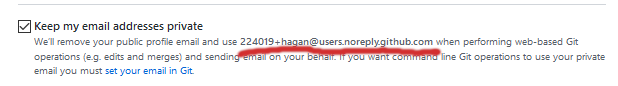 Keep my email addresses private
We'll remove your public profile email and use 224019+hagan@users.noreply.github.com when performing web-based Git
operations (e.g. edits and merges) and sending email on your behalf. If you want command line Git operations to use your private
email you must set your email in Git.